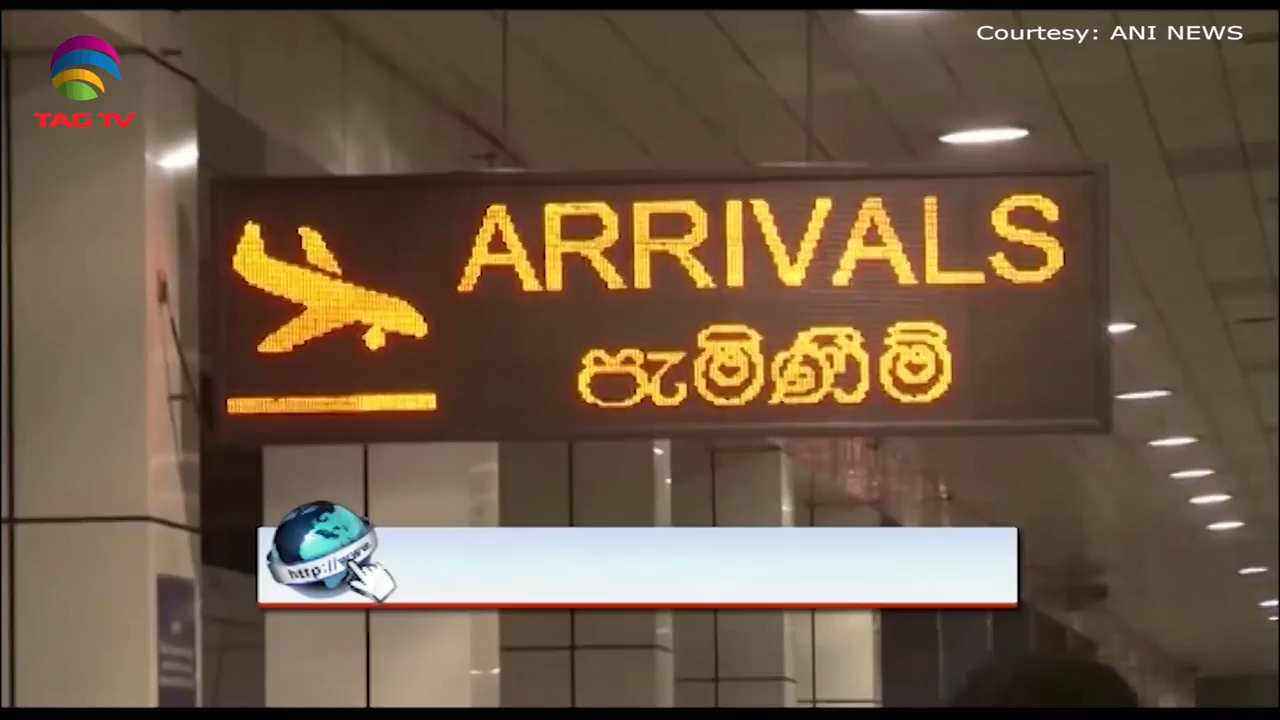 Courtesy: ANI NEWS
TAG TV
ARRIVALS
පැමිණීම්
http://www.